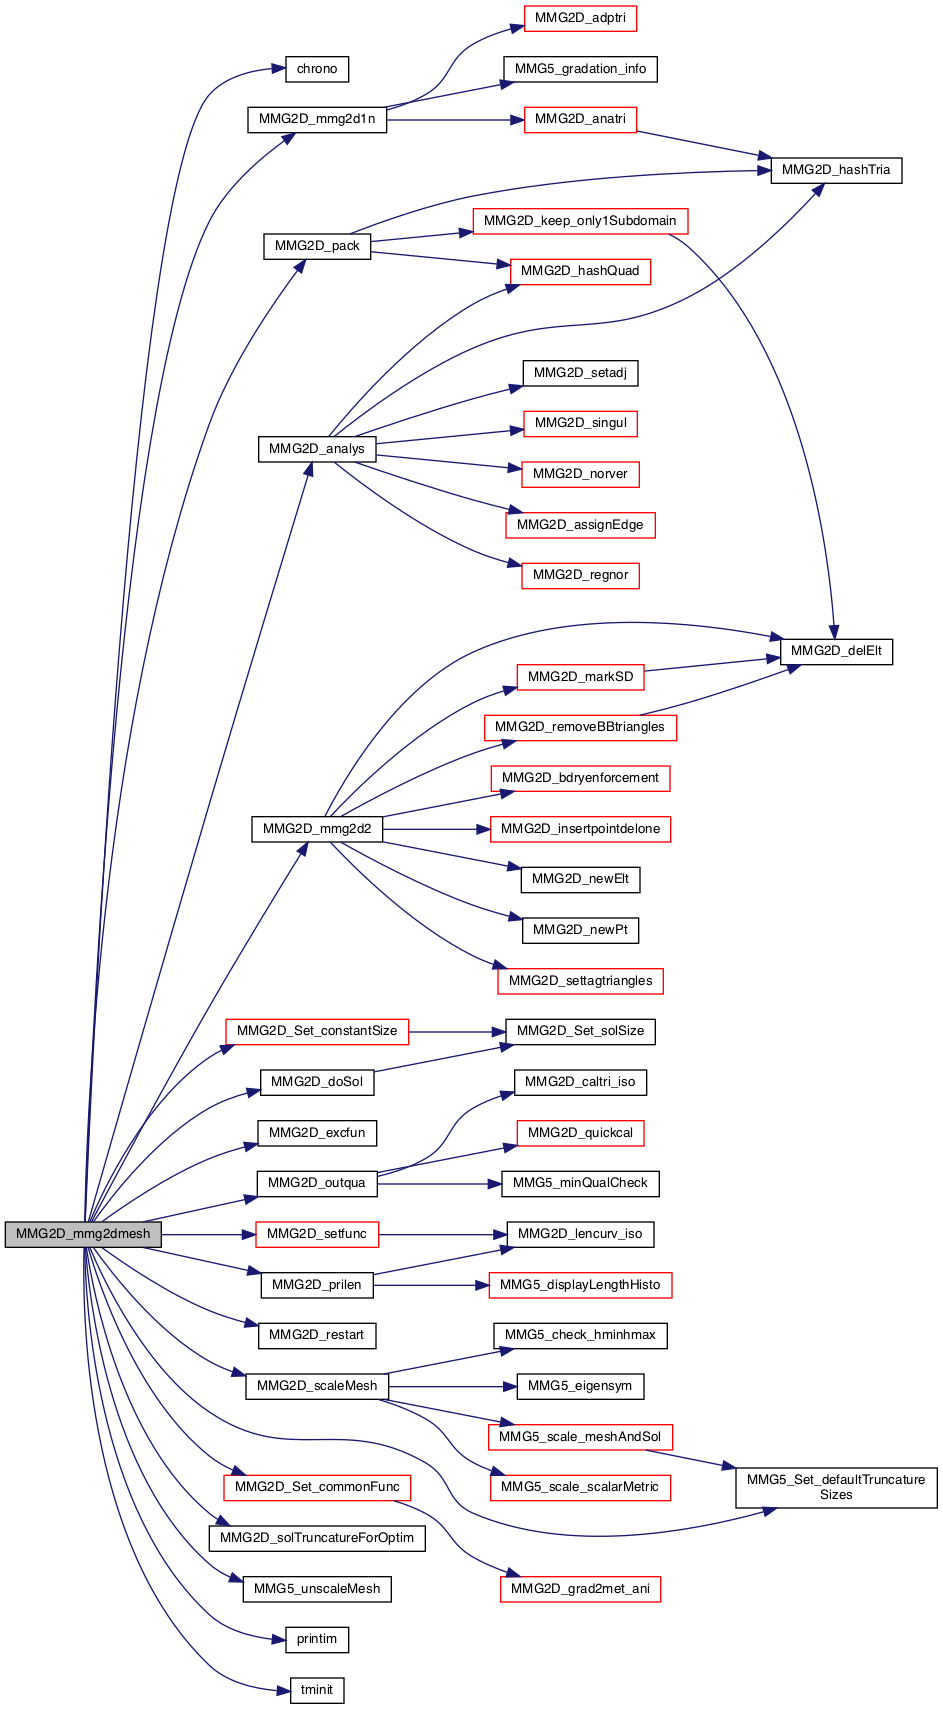 MMG2D_adptri
chrono
MMG5_gradation_info
MMG2D_mmg2d1n
MMG2D_anatri
MMG2D_hashTria
MMG2D_keep_only1Subdomain
MMG2D_pack
MMG2D_hashQuad
MMG2D_setadj
MMG2D_singul
MMG2D_analys
MMG2D_norver
MMG2D_assignEdge
MMG2D_regnor
MMG2D_delElt
MMG2D_markSD
MMG2D_removeBBtriangles
MMG2D_bdryenforcement
MMG2D_mmg2d2
MMG2D_insertpointdelone
MMG2D_newElt
MMG2D_newPt
MMG2D_settagtriangles
MMG2D_Set_constantSize
MMG2D_Set_solSize
MMG2D_doSol
MMG2D_caltri_iso
MMG2D_excfun
MMG2D_quickcal
MMG2D_outqua
MMG5_minQualCheck
MMG2D_mmg2dmesh
MMG2D_setfunc
MMG2D_lencurv_iso
MMG2D_prilen
MMG5_displayLengthHisto
MMG2D_restart
MMG5_check_hminhmax
MMG2D_scaleMesh
MMG5_eigensym
MMG5_scale_meshAndSol
MMG2D_Set_commonFunc
MMG5_scale_scalarMetric
MMG5_Set_defaultTruncature
Sizes
MMG2D_solTruncatureForOptim
MMG5_unscaleMesh
MMG2D_grad2met_ani
printim
tminit